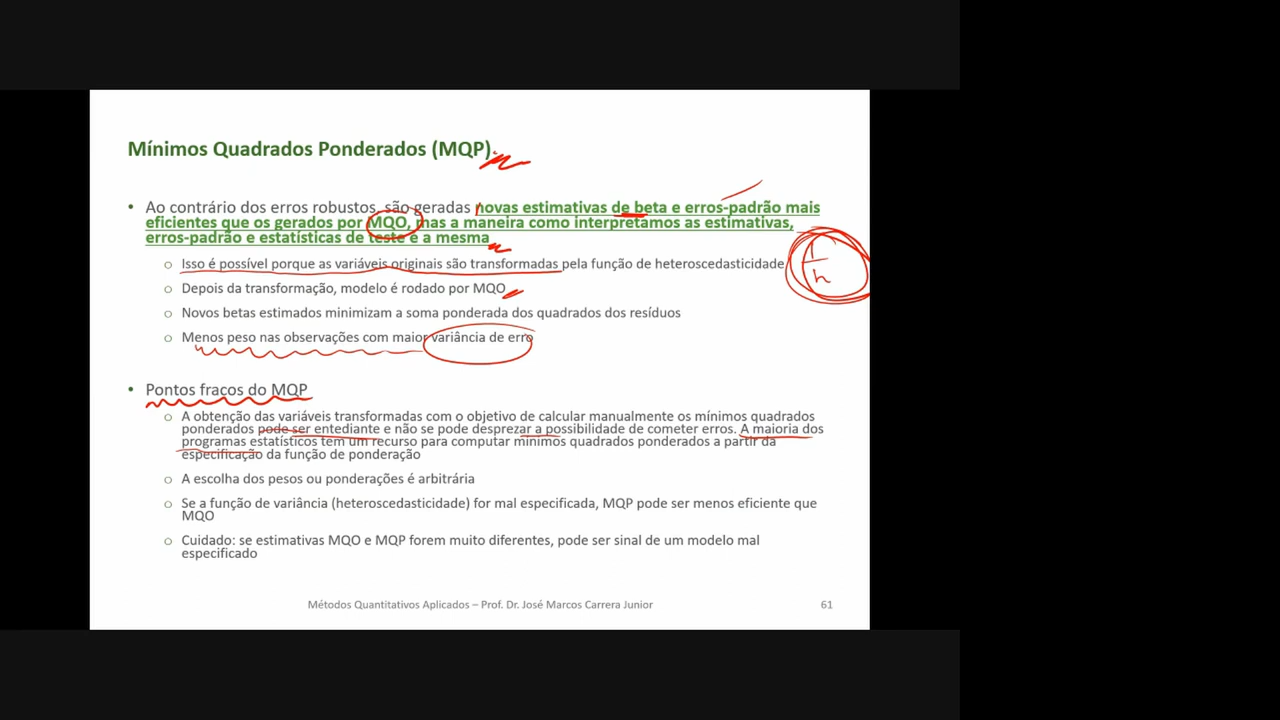 Mínimos Quadrados Ponderados (MQP)
• Ao contrário dos erros robustos, são geradas novas estimativas de beta e erros-padrão mais
eficientes que os gerados por MQO, mas a maneira como interpretamos as estimativas,
erros-padrão e estatísticas de teste é a mesma
o Isso é possível porque as variáveis originais são transformadas pela função de heteroscedasticidade
1
h
o Depois da transformação, modelo é rodado por MQO
o Novos betas estimados minimizam a soma ponderada dos quadrados dos resíduos
o Menos peso nas observações com maior variância de erro
• Pontos fracos do MQP
o A obtenção das variáveis transformadas com o objetivo de calcular manualmente os mínimos quadrados
ponderados pode ser entediante e não se pode desprezar a possibilidade de cometer erros. A maioria dos
programas estatísticos tem um recurso para computar mínimos quadrados ponderados a partir da
especificação da função de ponderação
o A escolha dos pesos ou ponderações é arbitrária
o Se a função de variância (heteroscedasticidade) for mal especificada, MQP pode ser menos eficiente que
MQO
o Cuidado: se estimativas MQO e MQP forem muito diferentes, pode ser sinal de um modelo mal
especificado
Métodos Quantitativos Aplicados – Prof. Dr. José Marcos Carrera Junior
61